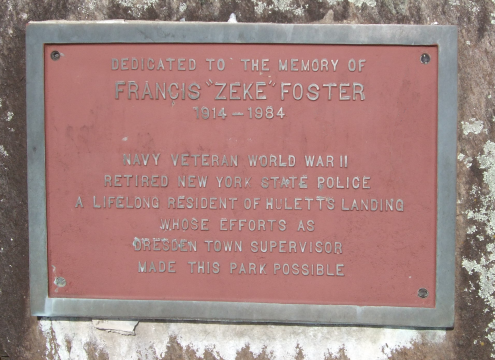 DEDICATED TO THE MEMORY OF
FRANCIS "ZEKE" FOSTER
1914 - 1984
NAVY VETERAN WORLD WAR II
RETIRED NEW YORK STATE POLICE
A LIFELONG RESIDENT OF HULETT'S LANDING
WHOSE EFFORTS AS
DRESDEN TOWN SUPERVISOR
MADE THIS PARK POSSIBLE